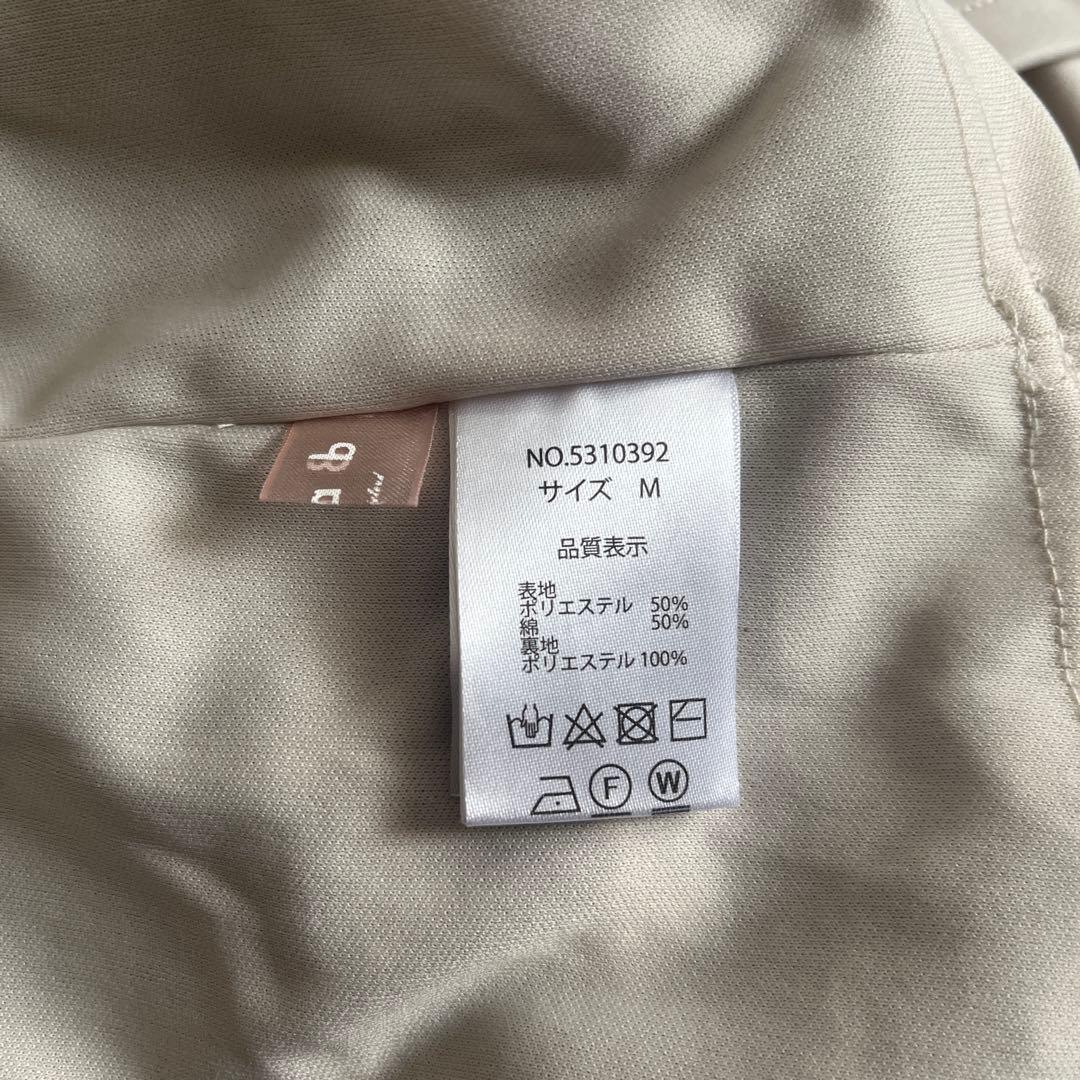 NO.5310392
サイズ M
品質表示
表地
ポリエステル 50%
綿 50%
裏地
ポリエステル 100%
F W